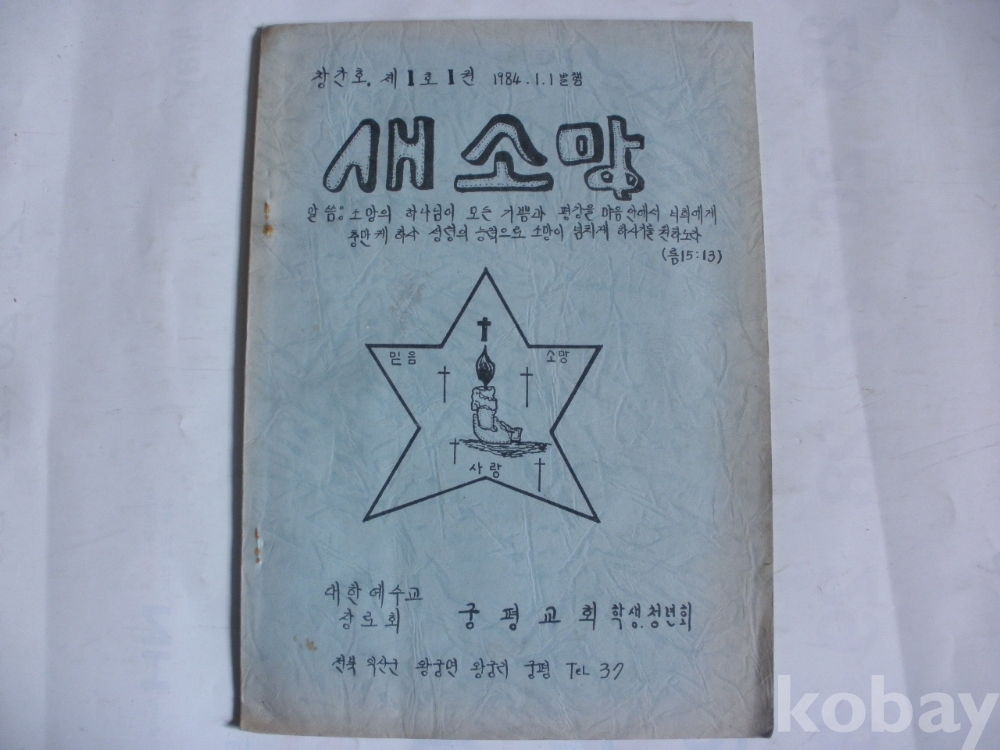 창간호. 제 1호 1권 1984.1.1 발행
새소망
말씀: 소망의 하나님이 모든 기쁨과 평강을 믿음안에서 너희에게
충만케 하사 성령의 능력으로 소망이 넘치게 하시기를 원하노라
(롬15:13)
믿음 소망
사랑
대한예수교
장로회 궁평교회 학생.청년회
전북 익산군 왕궁면 왕궁리 궁평 TEL 37
kobay